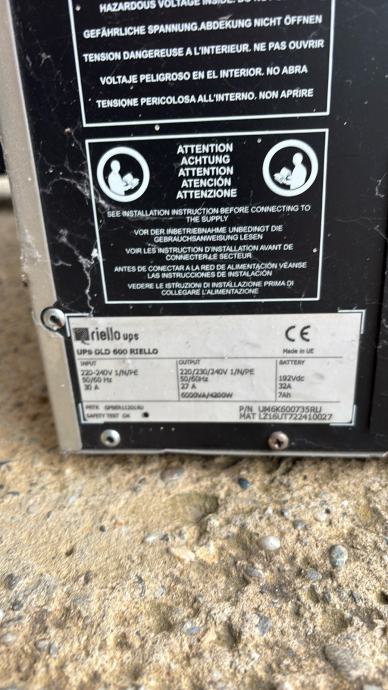 HAZARDOUS VOLTAGE INSIDE.
GEFÄHRLICHE SPANNUNG.ABDEKUNG NICHT ÖFFNEN
TENSION DANGEREUSE A L'INTERIEUR. NE PAS OUVRIR
VOLTAJE PELIGROSO EN EL INTERIOR. NO ABRA
TENSIONE PERICOLOSA ALL'INTERNO. NON APRIRE
ATTENTION
ACHTUNG
ATTENTION
ATENCIÓN
ATTENZIONE
SEE INSTALLATION INSTRUCTION BEFORE CONNECTING TO
THE SUPPLY
VOR DER INBETRIEBNAHME UNBEDINGT DIE
GEBRAUCHSANWEISUNG LESEN
VOIR LES INSTRUCTION D'INSTALLATION AVANT DE
CONNECTER LE SECTEUR
ANTES DE CONECTAR A LA RED DE ALIMENTACIÓN VÉANSE
LAS INSTRUCCIONES DE INSTALACIÓN
VEDERE LE ISTRUZIONI DI INSTALLAZIONE PRIMA DI
COLLEGARE L'ALIMENTAZIONE
riello ups CE
UPS DLD 600 RIELLO Made in UE
INPUT OUTPUT BATTERY
220-240V 1/N/PE 220/230/240V 1/N/PE 192Vdc
50/60 Hz 50/60Hz 32A
30 A 27 A 7Ah
6000VA/4200W
P/N UM6K600735RU
SAFETY TEST OK MAT LZ16UT722410027